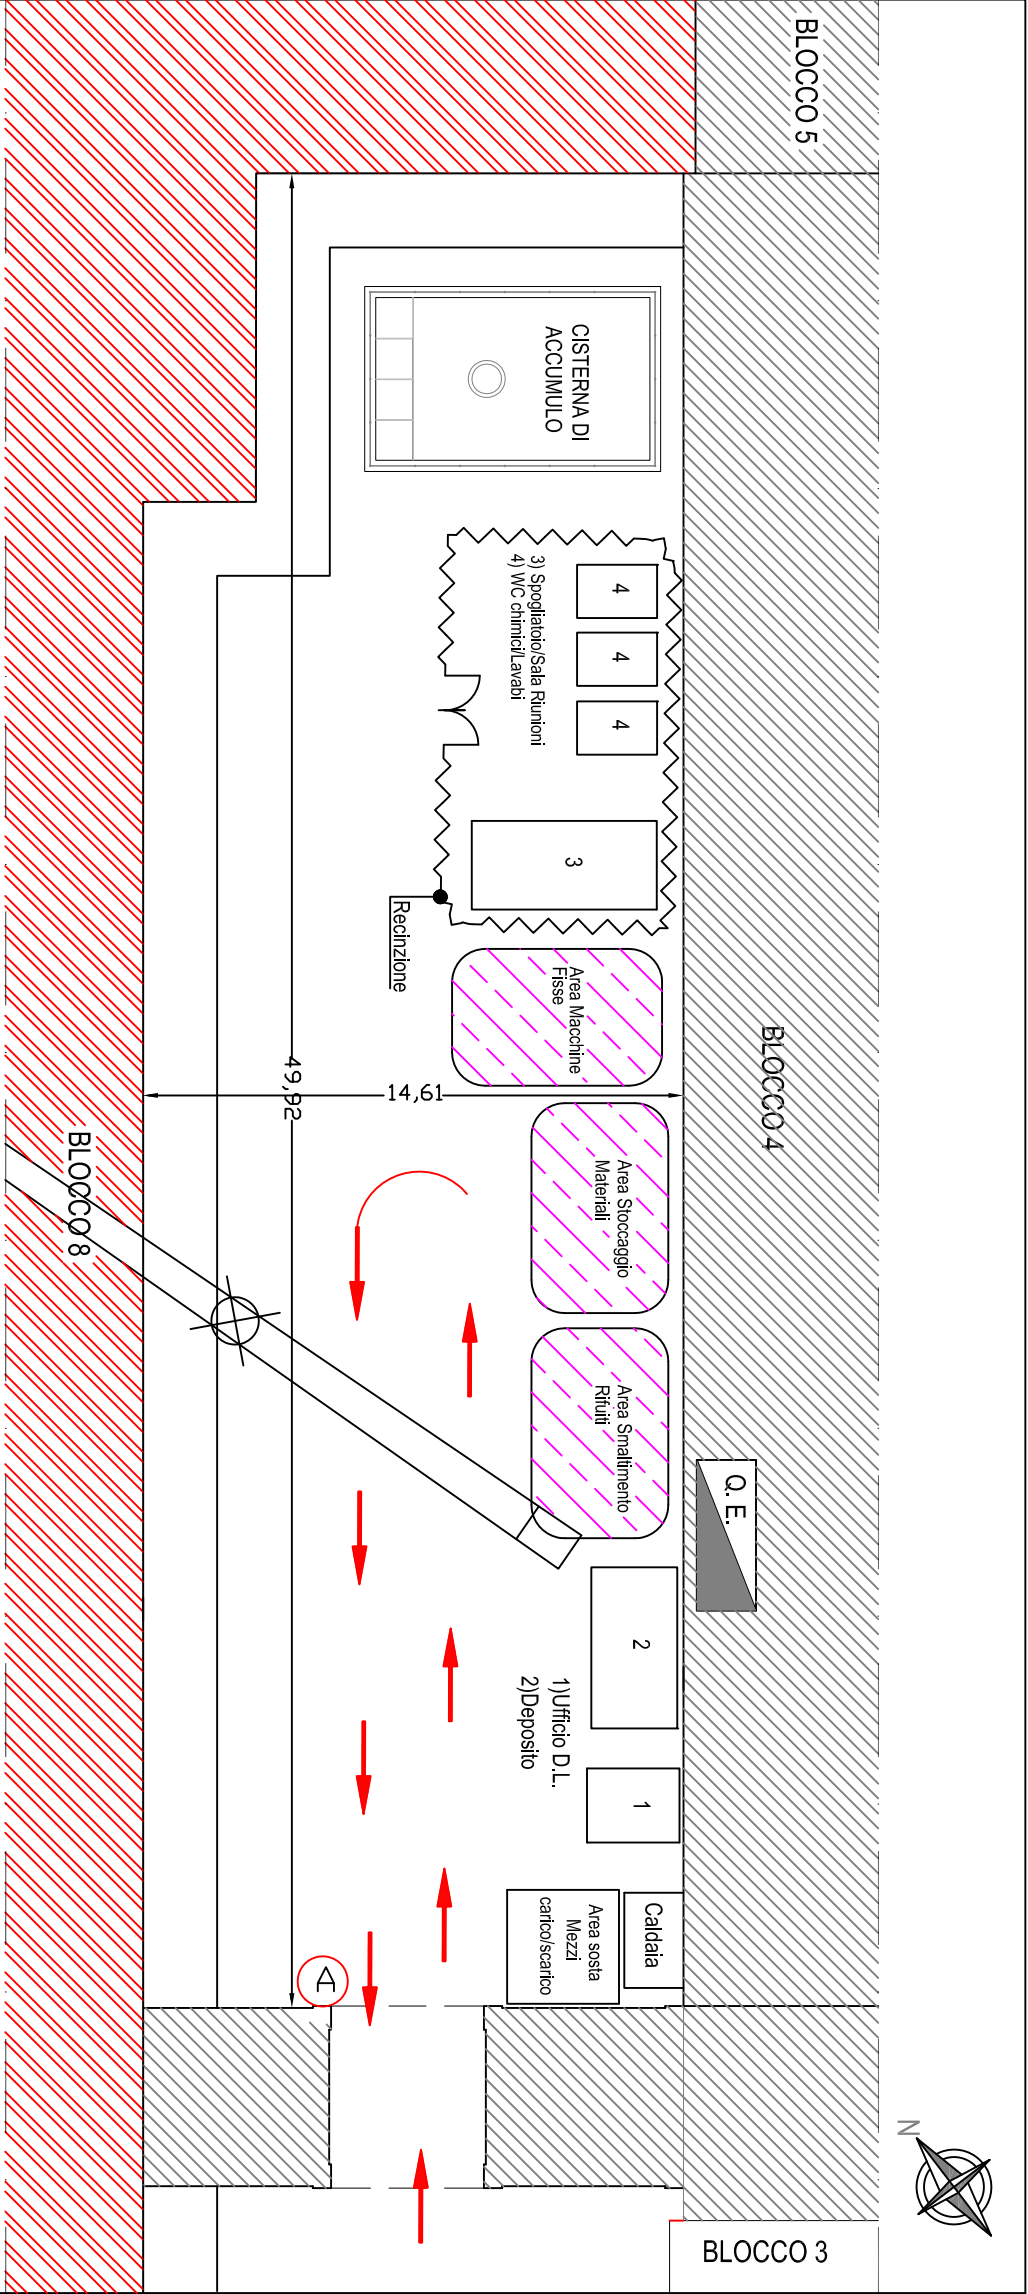 BLOCCO 5
CISTERNA DI
ACCUMULO
4
4
4
3) Spogliatoio/Sala Riunioni
4) WC chimici/Lavabi
3
Recinzione
Area Macchine
Fisse
BLOCCO 4
14,61
49,92
BLOCCO 8
Area Stoccaggio
Materiali
Area Smaltimento
Rifiuti
Q.E.
2
1)Ufficio D.L.
2)Deposito
1
Caldaia
Area sosta
Mezzi
carico/scarico
A
N
BLOCCO 3